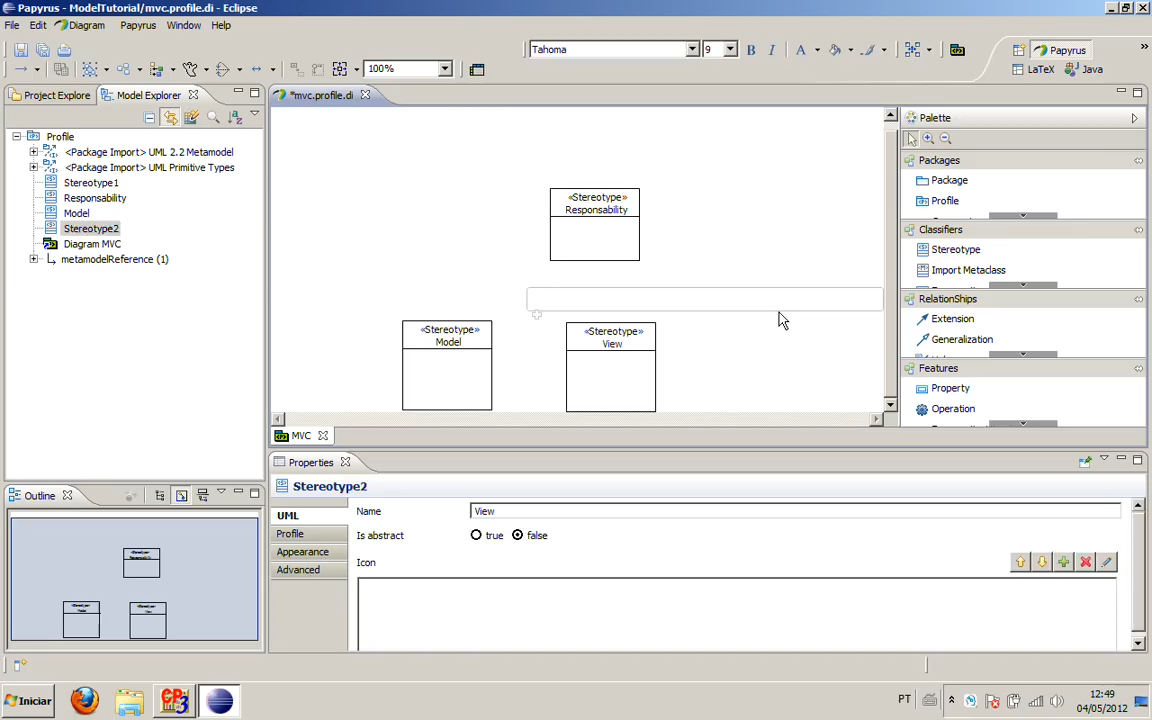 Papyrus - ModelTutorial/mvc.profile.di - Eclipse
File Edit Diagram Papyrus Window Help
Tahoma 9 B I A Papyrus
100% LaTeX Java
Project Explore Model Explorer *mvc.profile.di
Palette
Profile
<Package Import> UML 2.2 Metamodel
<Package Import> UML Primitive Types
Stereotype1
Responsability
Model
Stereotype2
Diagram MVC
metamodelReference (1)
«Stereotype»
Responsability
«Stereotype»
Model
«Stereotype»
View
Packages
Package
Profile
Classifiers
Stereotype
Import Metaclass
RelationShips
Extension
Generalization
Features
Property
Operation
MVC
Properties
Stereotype2
UML
Profile
Appearance
Advanced
Name View
Is abstract true false
Icon
Outline
Iniciar
PT
12:49
04/05/2012